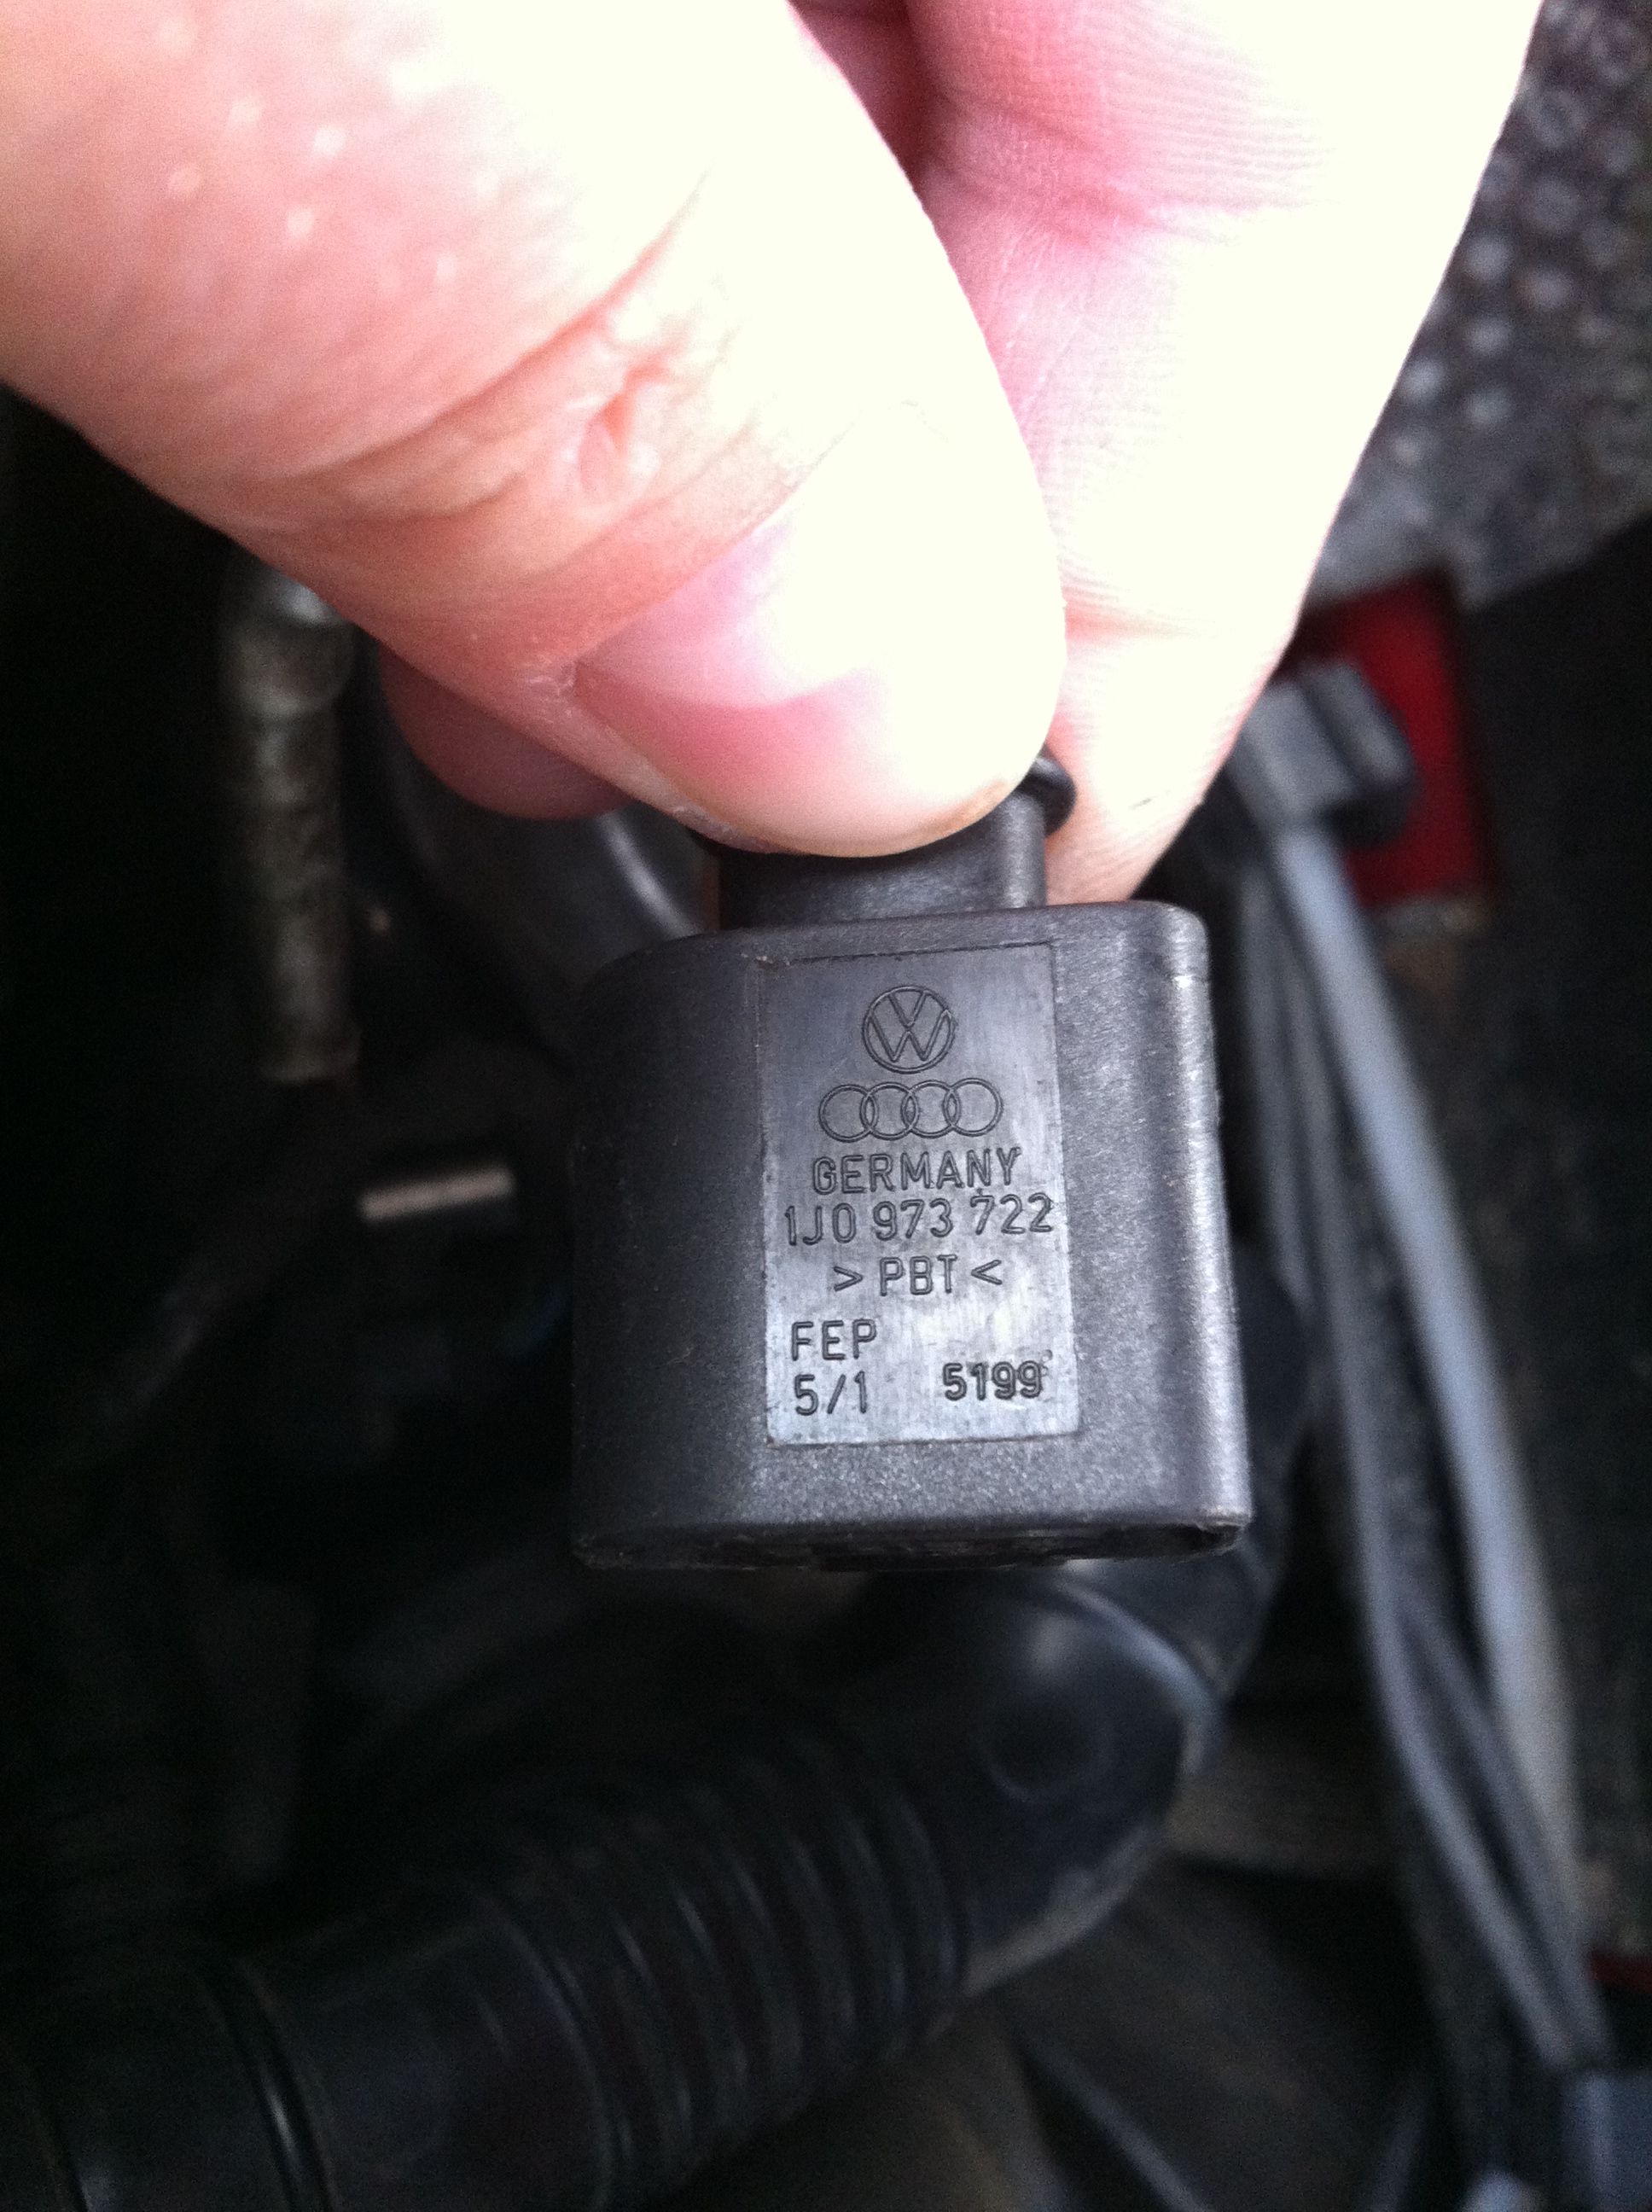 GERMANY
1J0 973 722
> PBT <
FEP
5/1 5199